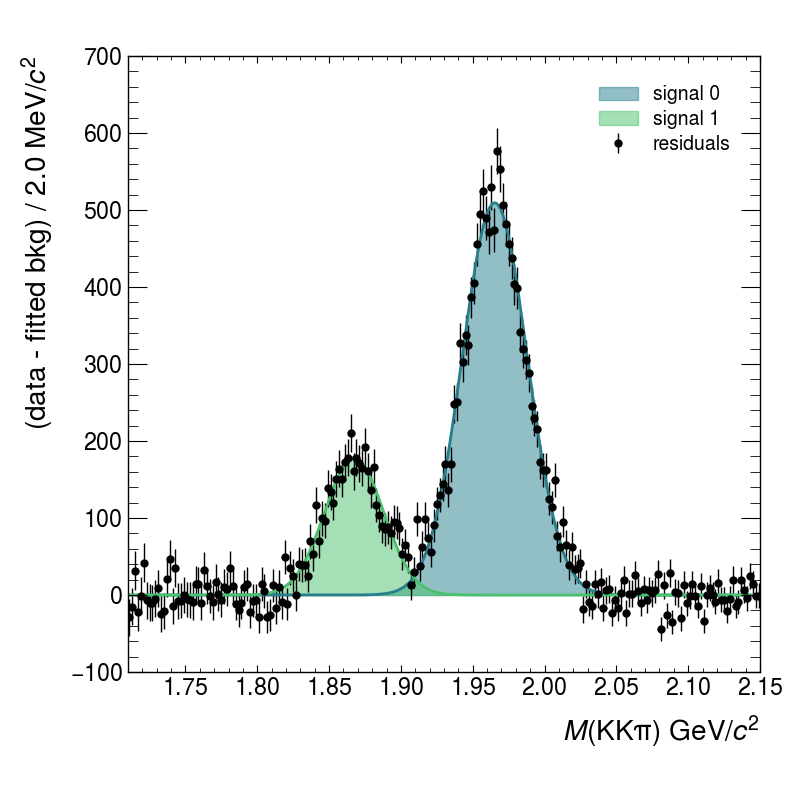 (data - fitted bkg) / 2.0 MeV/c²
700
600
500
400
300
200
100
0
−100
signal 0
signal 1
residuals
1.75 1.80 1.85 1.90 1.95 2.00 2.05 2.10 2.15
M(KKπ) GeV/c²